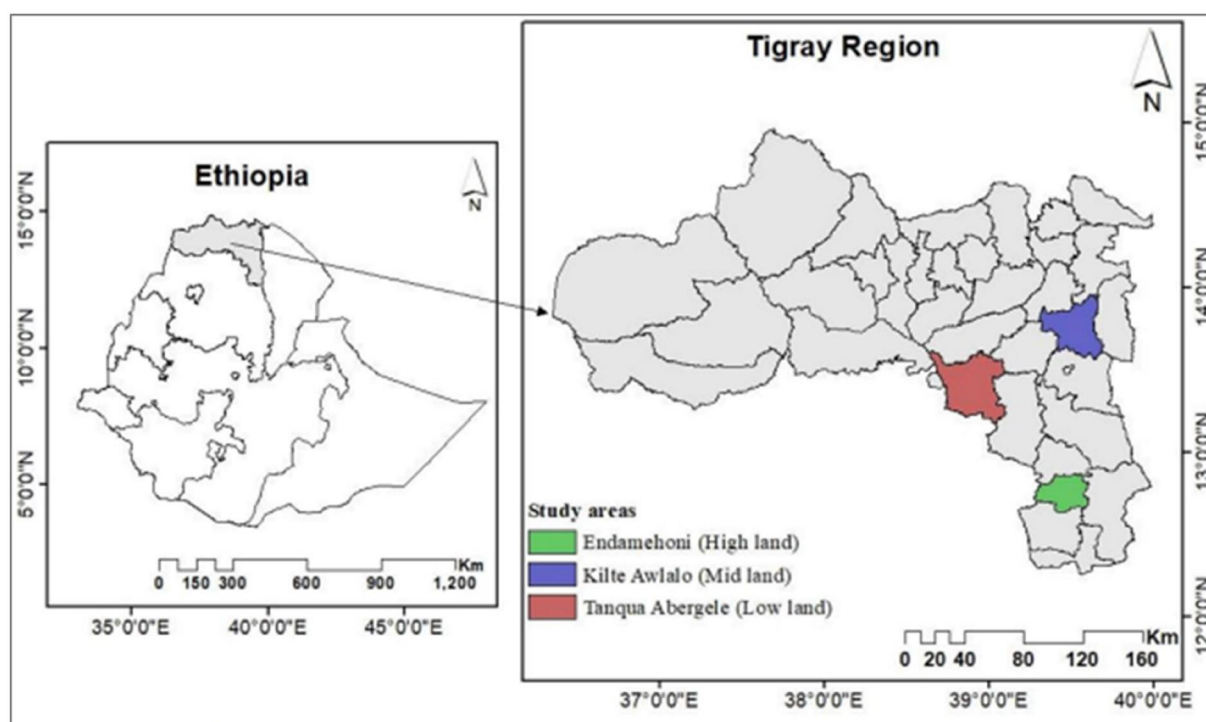 Ethiopia
N
15°0'0"N
10°0'0"N
5°0'0"N
Km
0 150 300 600 900 1,200
35°0'0"E 40°0'0"E 45°0'0"E
Tigray Region
N
15°0'0"N
14°0'0"N
13°0'0"N
12°0'0"N
Study areas
Endamehoni (High land)
Kilte Awlalo (Mid land)
Tanqua Abergele (Low land)
Km
0 20 40 80 120 160
37°0'0"E 38°0'0"E 39°0'0"E 40°0'0"E